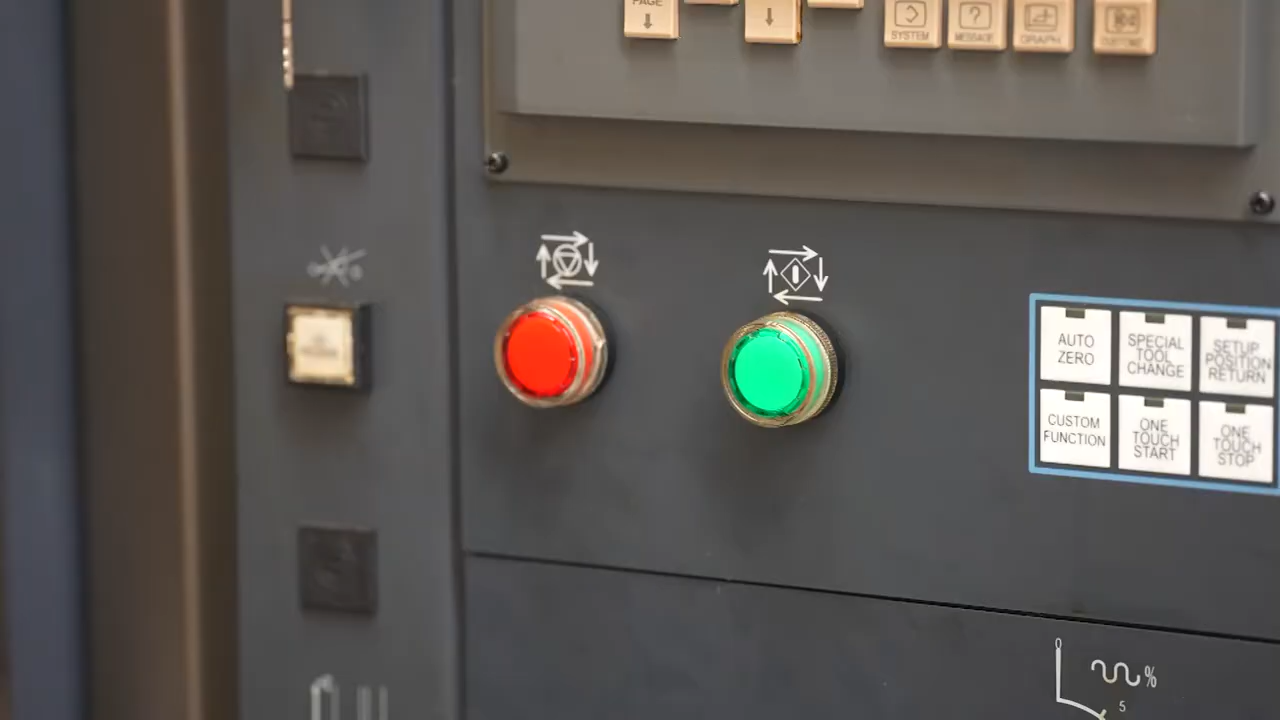 PAGE
SYSTEM
MESSAGE
GRAPH
AUTO
ZERO
SPECIAL
TOOL
CHANGE
SETUP
POSITION
RETURN
CUSTOM
FUNCTION
ONE
TOUCH
START
ONE
TOUCH
STOP
0
%
5